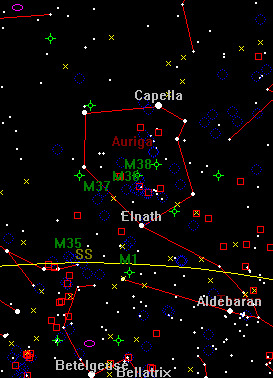 Capella
Auriga
M38
M36
M37
Elnath
M35
SS
M1
Aldebaran
Betelgeuse
Bellatrix